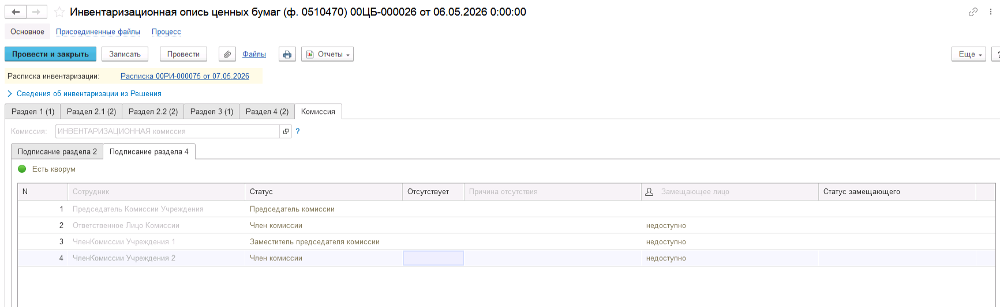 Инвентаризационная опись ценных бумаг (ф. 0510470) 00ЦБ-000026 от 06.05.2026 0:00:00
Основное Присоединенные файлы Процесс
Провести и закрыть Записать Провести Файлы Отчеты Еще ?
Расписка инвентаризации: Расписка 00РИ-000075 от 07.05.2026
Сведения об инвентаризации из Решения
Раздел 1 (1) Раздел 2.1 (2) Раздел 2.2 (2) Раздел 3 (1) Раздел 4 (2) Комиссия
Комиссия: ИНВЕНТАРИЗАЦИОННАЯ комиссия ?
Подписание раздела 2 Подписание раздела 4
Есть кворум
N Сотрудник Статус Отсутствует Причина отсутствия Замещающее лицо Статус замещающего
1 Председатель Комиссии Учреждения Председатель комиссии
2 Ответственное Лицо Комиссии Член комиссии недоступно
3 ЧленКомиссии Учреждения 1 Заместитель председателя комиссии недоступно
4 ЧленКомиссии Учреждения 2 Член комиссии недоступно